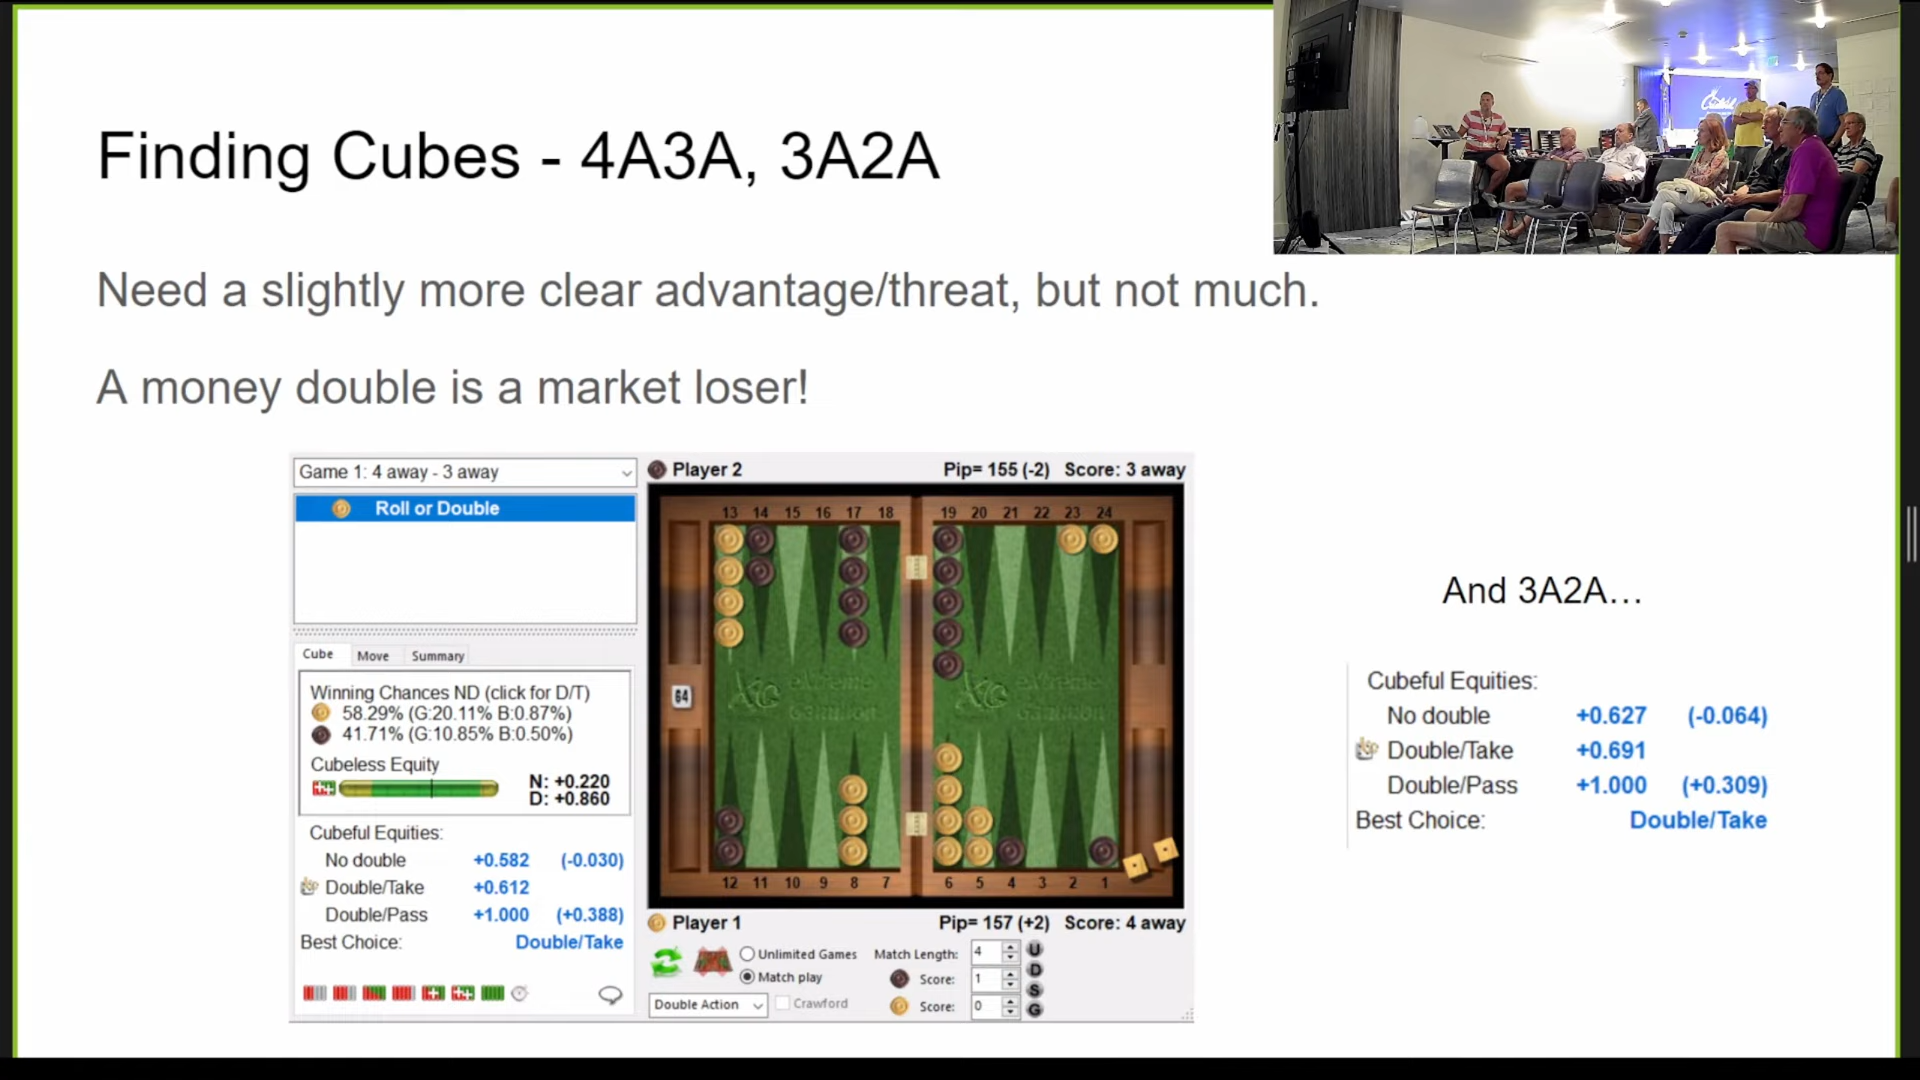 Finding Cubes - 4A3A, 3A2A
Need a slightly more clear advantage/threat, but not much.
A money double is a market loser!
Game 1: 4 away - 3 away
Roll or Double
Cube Move Summary
Winning Chances ND (click for D/T)
58.29% (G:20.11% B:0.87%)
41.71% (G:10.85% B:0.50%)
Cubeless Equity
N: +0.220
D: +0.860
Cubeful Equities:
No double +0.582 (-0.030)
Double/Take +0.612
Double/Pass +1.000 (+0.388)
Best Choice: Double/Take
Player 2 Pip= 155 (-2) Score: 3 away
13 14 15 16 17 18 19 20 21 22 23 24
64
XG eXtreme Gammon XG eXtreme Gammon
12 11 10 9 8 7 6 5 4 3 2 1
Player 1 Pip= 157 (+2) Score: 4 away
Unlimited Games Match Length: 4 U
Match play Score: 1 D
S
Double Action Crawford Score: 0 G
And 3A2A...
Cubeful Equities:
No double +0.627 (-0.064)
Double/Take +0.691
Double/Pass +1.000 (+0.309)
Best Choice: Double/Take